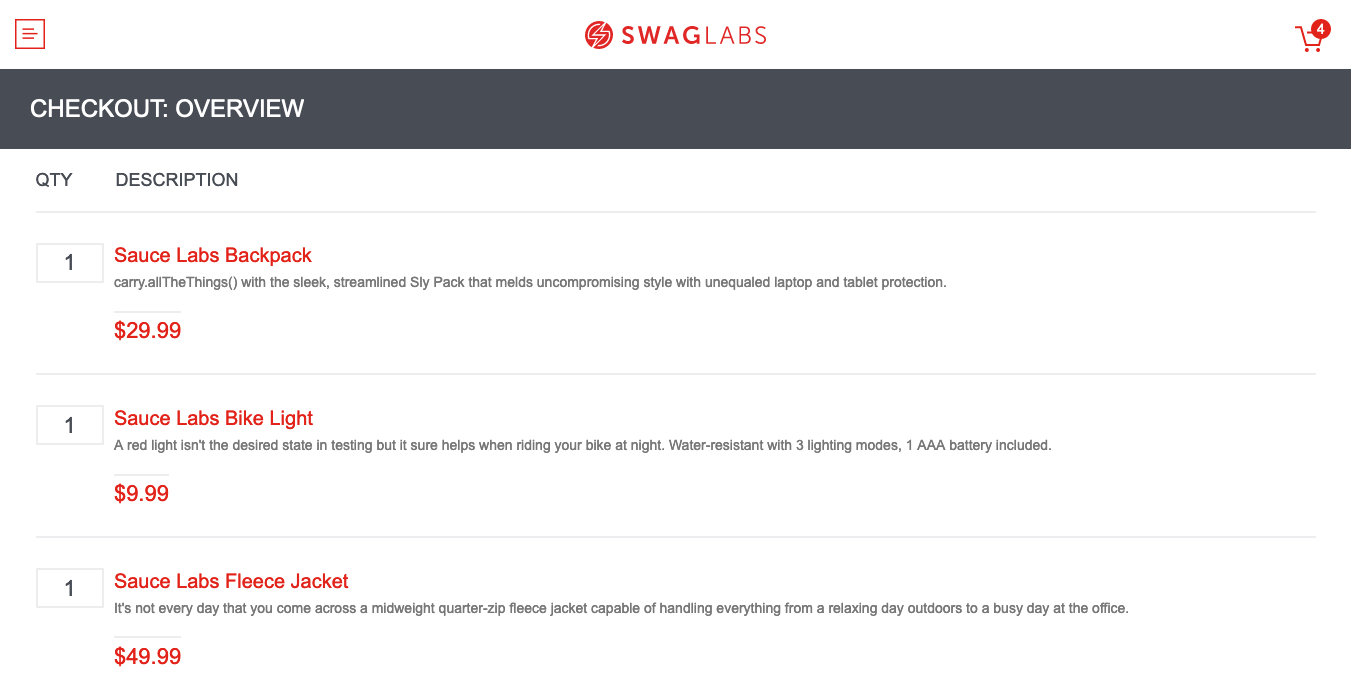 SWAGLABS
4
CHECKOUT: OVERVIEW
QTY DESCRIPTION
1
Sauce Labs Backpack
carry.allTheThings() with the sleek, streamlined Sly Pack that melds uncompromising style with unequaled laptop and tablet protection.
$29.99
1
Sauce Labs Bike Light
A red light isn't the desired state in testing but it sure helps when riding your bike at night. Water-resistant with 3 lighting modes, 1 AAA battery included.
$9.99
1
Sauce Labs Fleece Jacket
It's not every day that you come across a midweight quarter-zip fleece jacket capable of handling everything from a relaxing day outdoors to a busy day at the office.
$49.99